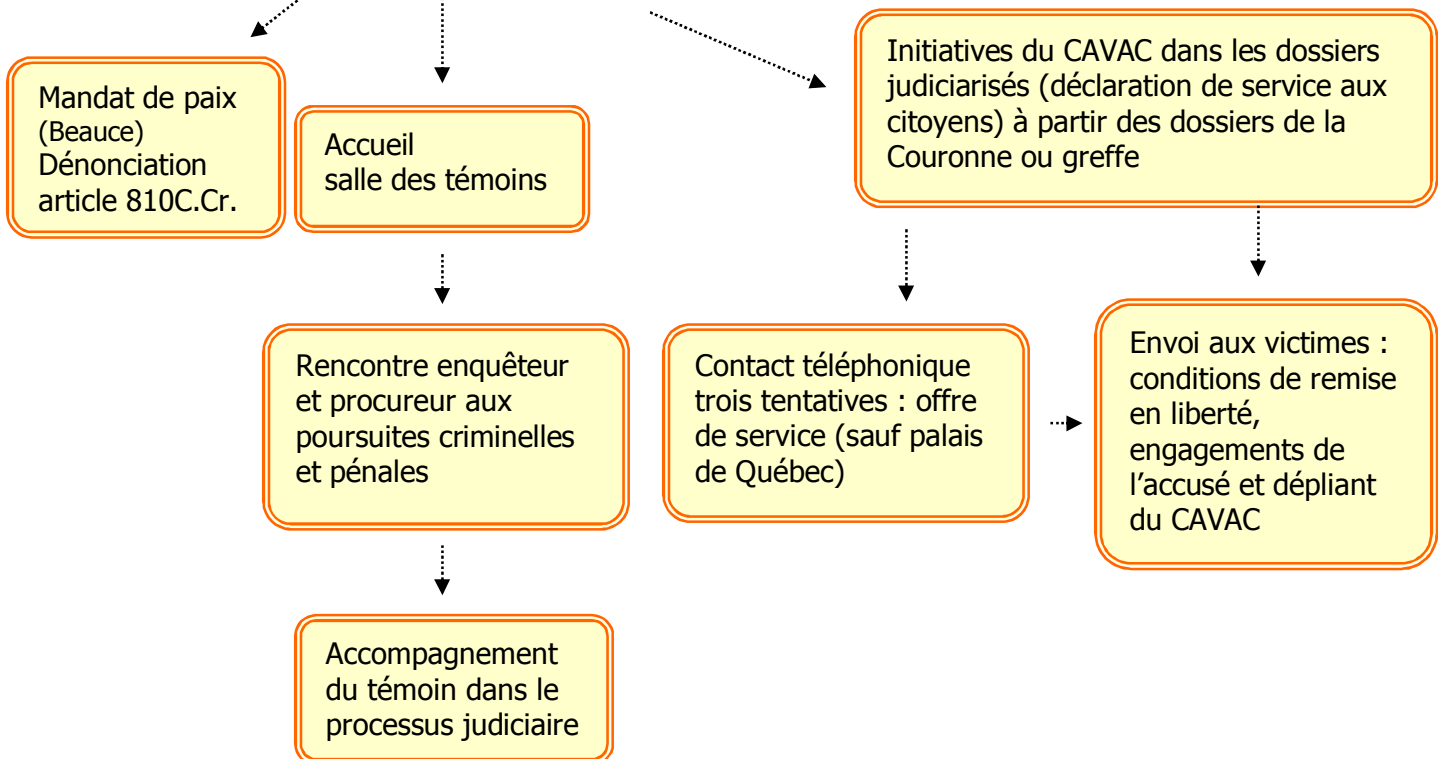 Mandat de paix
(Beauce)
Dénonciation
article 810C.Cr.
Accueil
salle des témoins
Initiatives du CAVAC dans les dossiers
judiciarisés (déclaration de service aux
citoyens) à partir des dossiers de la
Couronne ou greffe
Rencontre enquêteur
et procureur aux
poursuites criminelles
et pénales
Contact téléphonique
trois tentatives : offre
de service (sauf palais
de Québec)
Envoi aux victimes :
conditions de remise
en liberté,
engagements de
l’accusé et dépliant
du CAVAC
Accompagnement
du témoin dans le
processus judiciaire